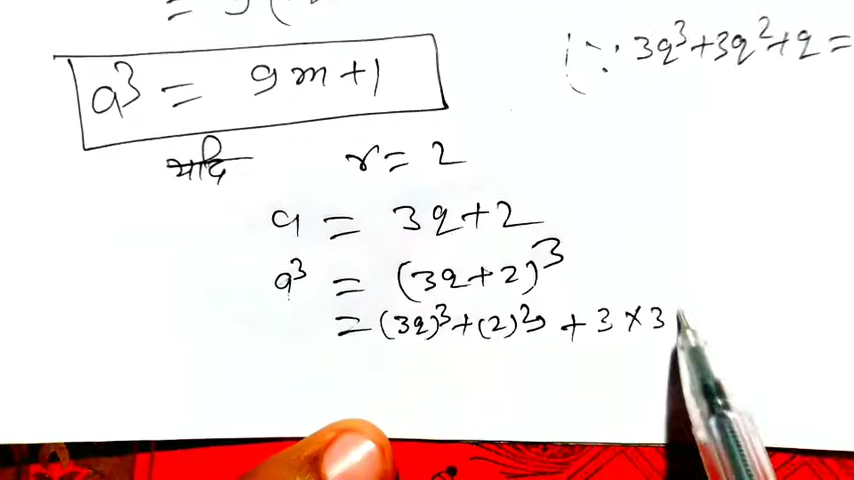 a³ = 9m+1
(∵ 3q³+3q²+q =
यदि r = 2
a = 3q+2
a³ = (3q+2)³
= (3q)³+(2)³ + 3×3